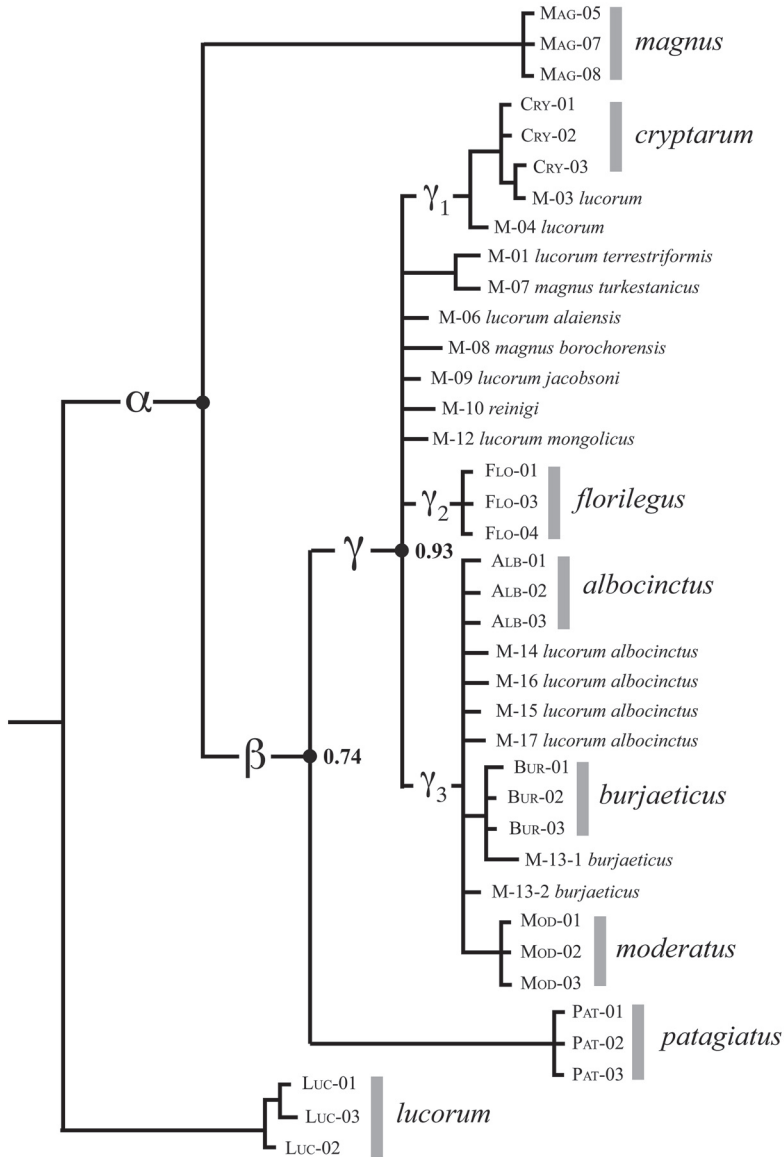 MAG-05
MAG-07
MAG-08
magnus
CRY-01
CRY-02
CRY-03
cryptarum
M-03 lucorum
γ1
M-04 lucorum
M-01 lucorum terrestriformis
M-07 magnus turkestanicus
M-06 lucorum alaiensis
M-08 magnus borochorensis
M-09 lucorum jacobsoni
M-10 reinigi
M-12 lucorum mongolicus
α
FLO-01
FLO-03
FLO-04
florilegus
γ2
γ
0.93
ALB-01
ALB-02
ALB-03
albocinctus
M-14 lucorum albocinctus
M-16 lucorum albocinctus
M-15 lucorum albocinctus
M-17 lucorum albocinctus
β
0.74
γ3
BUR-01
BUR-02
BUR-03
burjaeticus
M-13-1 burjaeticus
M-13-2 burjaeticus
MOD-01
MOD-02
MOD-03
moderatus
PAT-01
PAT-02
PAT-03
patagiatus
LUC-01
LUC-03
LUC-02
lucorum